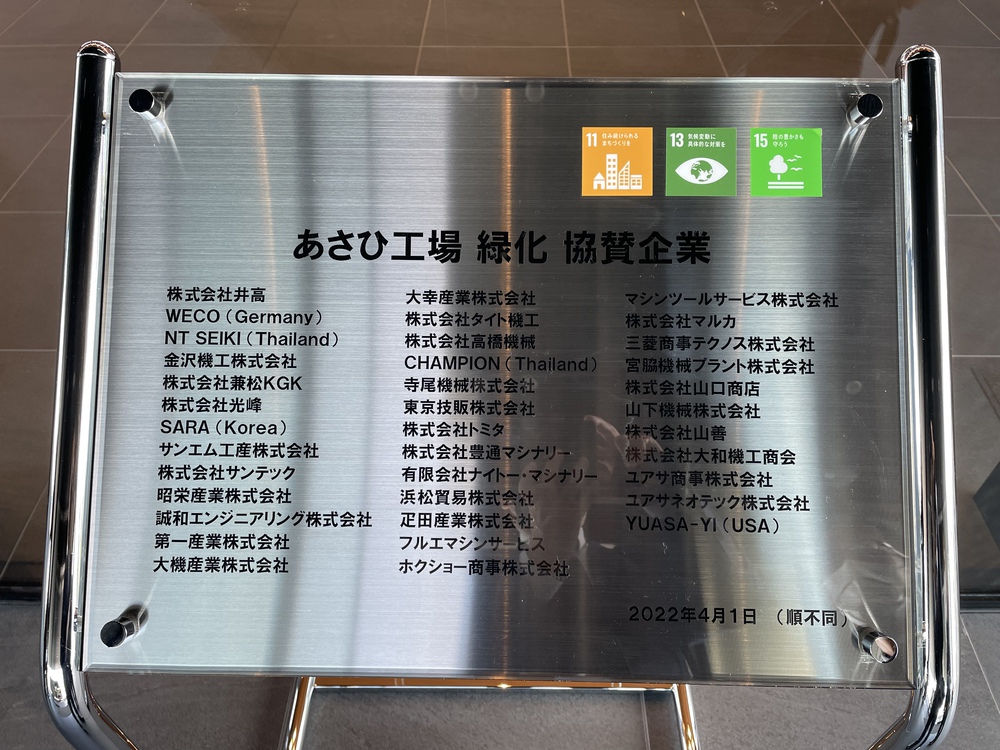 11 住み続けられる
まちづくりを
13 気候変動に
具体的な対策を
15 陸の豊かさも
守ろう
あさひ工場 緑化 協賛企業
株式会社井高
WECO（Germany）
NT SEIKI（Thailand）
金沢機工株式会社
株式会社兼松KGK
株式会社光峰
SARA（Korea）
サンエム工産株式会社
株式会社サンテック
昭栄産業株式会社
誠和エンジニアリング株式会社
第一産業株式会社
大機産業株式会社
大幸産業株式会社
株式会社タイト機工
株式会社高橋機械
CHAMPION（Thailand）
寺尾機械株式会社
東京技販株式会社
株式会社トミタ
株式会社豊通マシナリー
有限会社ナイトー・マシナリー
浜松貿易株式会社
疋田産業株式会社
フルエマシンサービス
ホクショー商事株式会社
マシンツールサービス株式会社
株式会社マルカ
三菱商事テクノス株式会社
宮脇機械プラント株式会社
株式会社山口商店
山下機械株式会社
株式会社山善
株式会社大和機工商会
ユアサ商事株式会社
ユアサネオテック株式会社
YUASA-YI（USA）
2022年4月1日 （順不同）